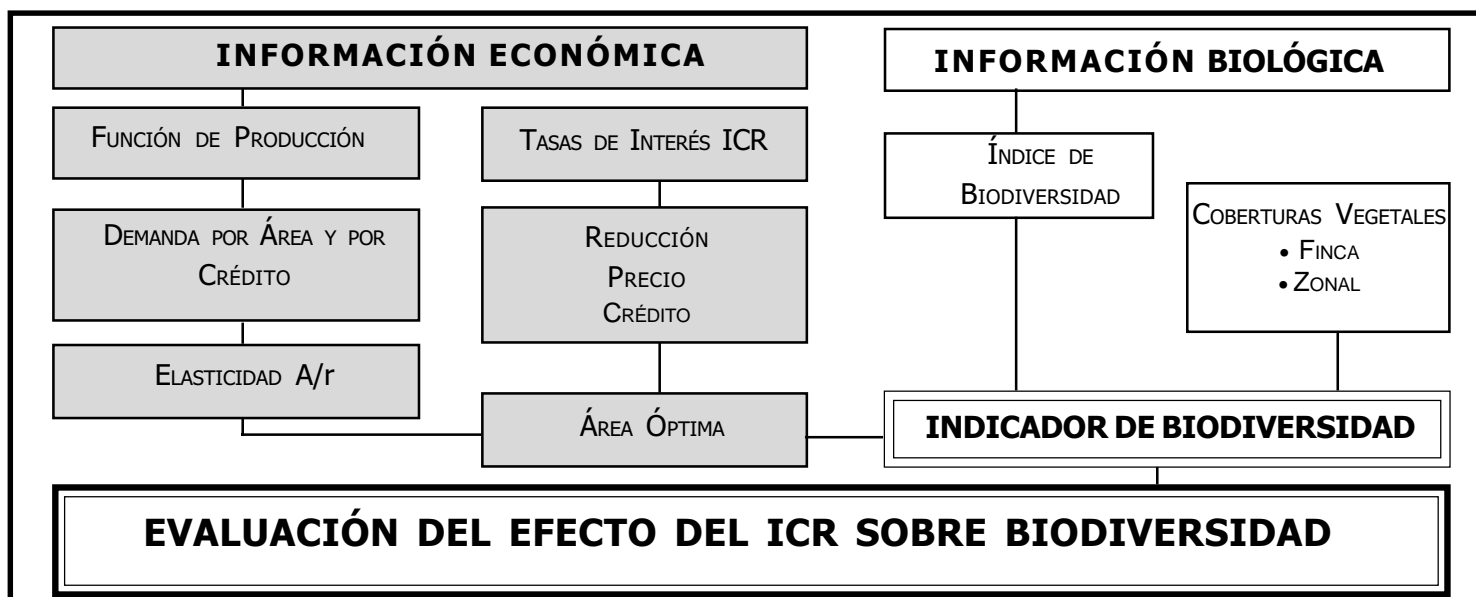 INFORMACIÓN ECONÓMICA
INFORMACIÓN BIOLÓGICA
FUNCIÓN DE PRODUCCIÓN
TASAS DE INTERÉS ICR
ÍNDICE DE
BIODIVERSIDAD
COBERTURAS VEGETALES
• FINCA
• ZONAL
DEMANDA POR ÁREA Y POR
CRÉDITO
REDUCCIÓN
PRECIO
CRÉDITO
ELASTICIDAD A/r
ÁREA ÓPTIMA
INDICADOR DE BIODIVERSIDAD
EVALUACIÓN DEL EFECTO DEL ICR SOBRE BIODIVERSIDAD